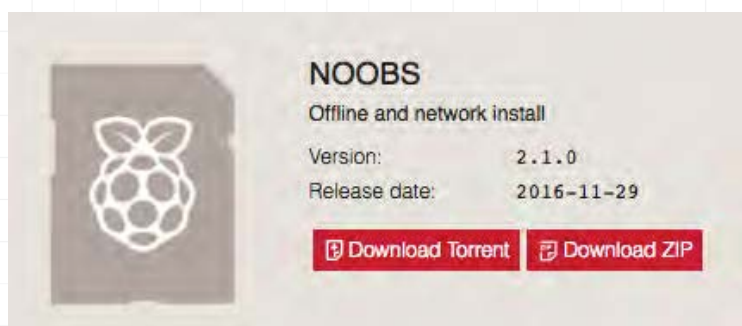 NOOBS
Offline and network install
Version: 2.1.0
Release date: 2016-11-29
Download Torrent Download ZIP